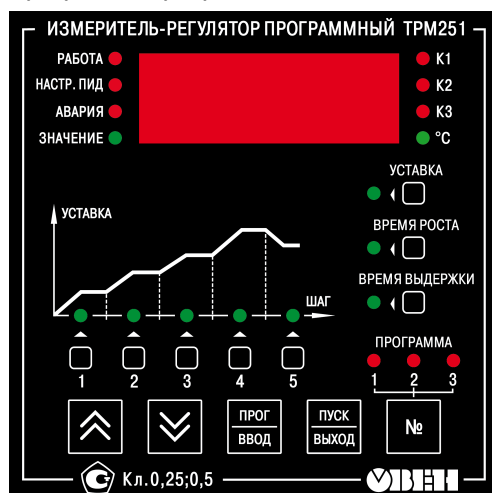 ИЗМЕРИТЕЛЬ-РЕГУЛЯТОР ПРОГРАММНЫЙ ТРМ251
РАБОТА
К1
НАСТР. ПИД
К2
АВАРИЯ
К3
ЗНАЧЕНИЕ
°С
УСТАВКА
УСТАВКА
ВРЕМЯ РОСТА
ВРЕМЯ ВЫДЕРЖКИ
ШАГ
1 2 3 4 5
ПРОГРАММА
1 2 3
ПРОГ
ВВОД
ПУСК
ВЫХОД
№
С Кл.0,25;0,5
ОВЕН